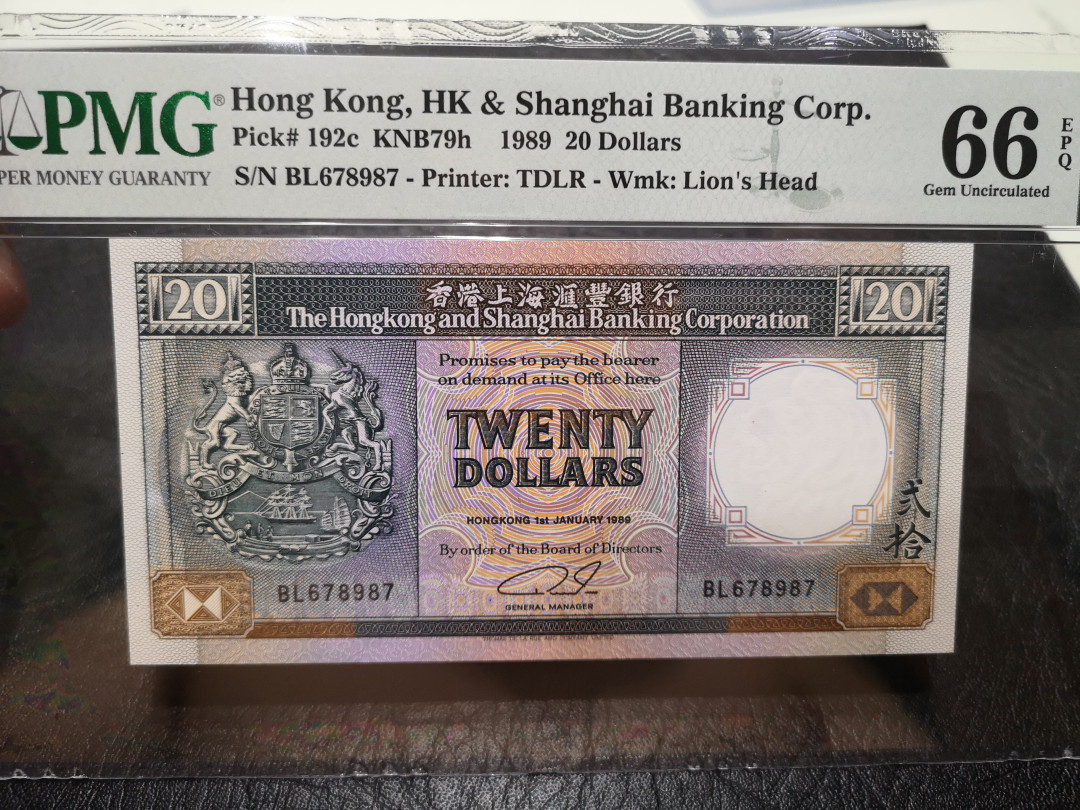 PMG®
PER MONEY GUARANTY
Hong Kong, HK & Shanghai Banking Corp.
Pick# 192c KNB79h 1989 20 Dollars
S/N BL678987 - Printer: TDLR - Wmk: Lion's Head
66
EPQ
Gem Uncirculated
20
香港上海滙豐銀行
20
The Hongkong and Shanghai Banking Corporation
Promises to pay the bearer
on demand at its Office here
TWENTY
DOLLARS
HONGKONG 1st JANUARY 1989
By order of the Board of Directors
GENERAL MANAGER
BL678987
BL678987
弍拾